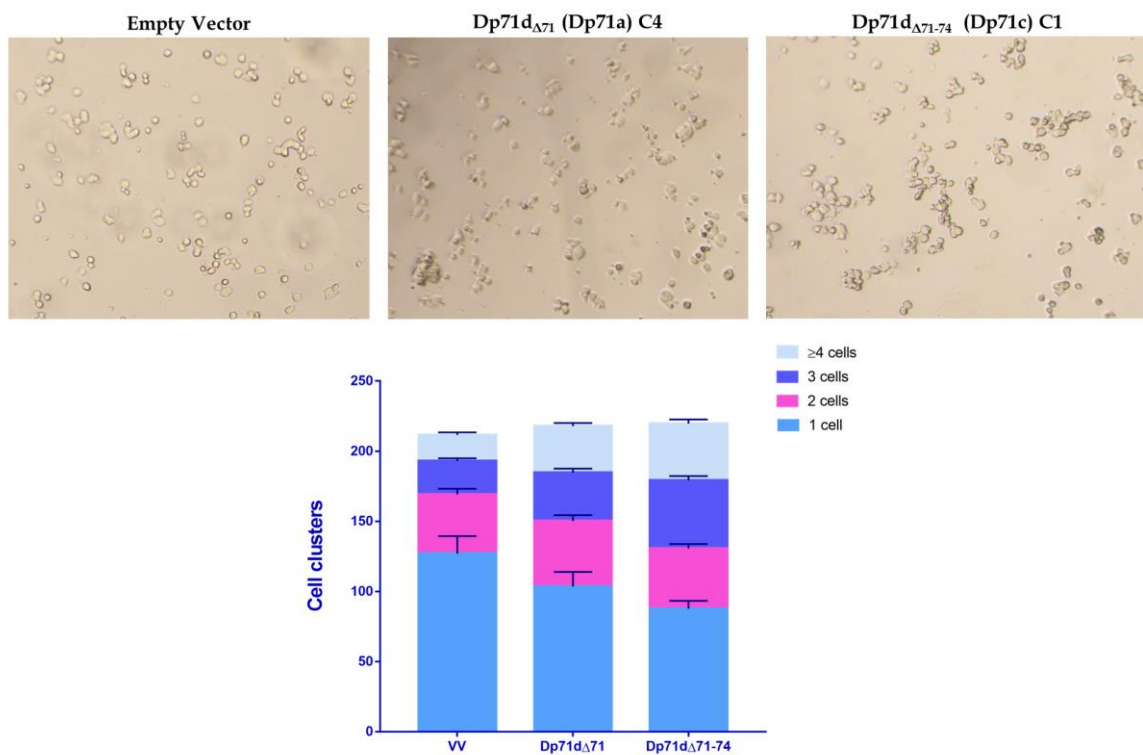 Empty Vector
Dp71dΔ71 (Dp71a) C4
Dp71dΔ71-74 (Dp71c) C1
≥4 cells
3 cells
2 cells
1 cell
Cell clusters
250
200
150
100
50
0
VV
Dp71dΔ71
Dp71dΔ71-74